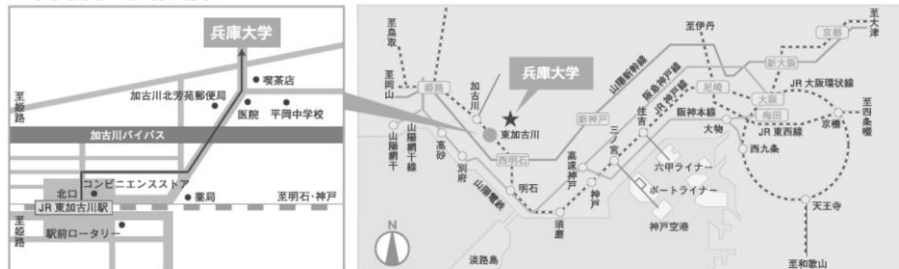 兵庫大学
喫茶店
加古川北芳苑郵便局
医院
平岡中学校
至姫路
加古川バイパス
北口
コンビニエンスストア
薬局
至明石・神戸
JR 東加古川駅
至姫路
駅前ロータリー
至鳥取
至岡山
姫路
加古川
兵庫大学
東加古川
山陽網干
山陽網干線
高砂
別府
山陽電鉄
西明石
明石
淡路島
須磨
神戸
高速神戸
新神戸
三ノ宮
住吉
山陽新幹線
阪急神戸線
JR 神戸線
阪神本線
六甲ライナー
ポートライナー
神戸空港
至伊丹
尼崎
大物
西九条
新大阪
大阪
梅田
京都
至大津
JR 大阪環状線
JR 東西線
京橋
至四条畷
天王寺
至和歌山
N